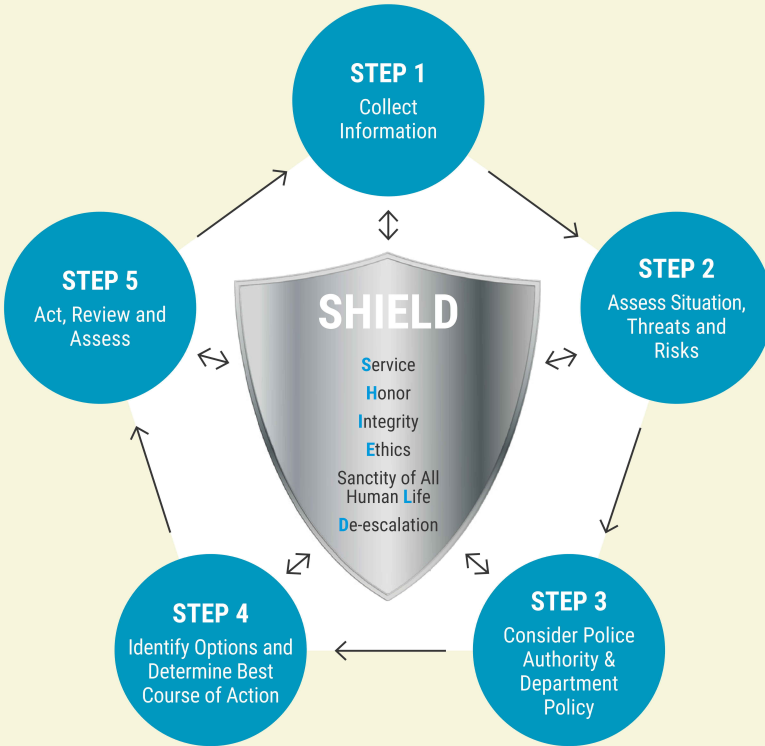 STEP 1
Collect
Information
STEP 2
Assess Situation,
Threats and
Risks
STEP 3
Consider Police
Authority &
Department
Policy
STEP 4
Identify Options and
Determine Best
Course of Action
STEP 5
Act, Review and
Assess
SHIELD
Service
Honor
Integrity
Ethics
Sanctity of All
Human Life
De-escalation